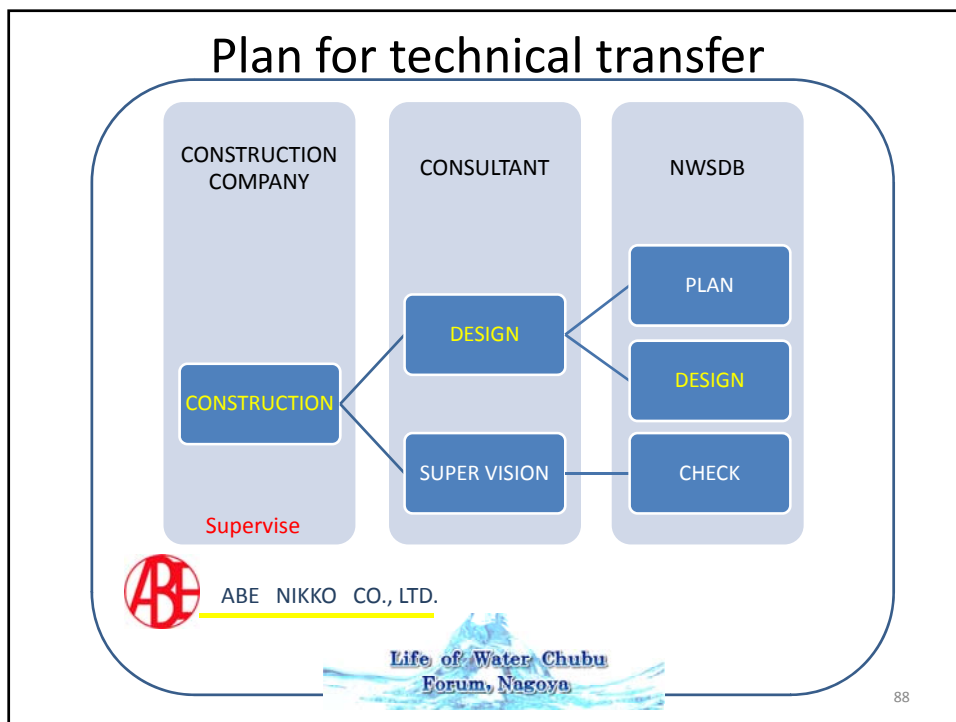 Plan for technical transfer
CONSTRUCTION
COMPANY
CONSULTANT
NWSDB
PLAN
DESIGN
DESIGN
CONSTRUCTION
SUPER VISION
CHECK
Supervise
ABE
ABE NIKKO CO., LTD.
Life of Water Chubu
Forum, Nagoya
88